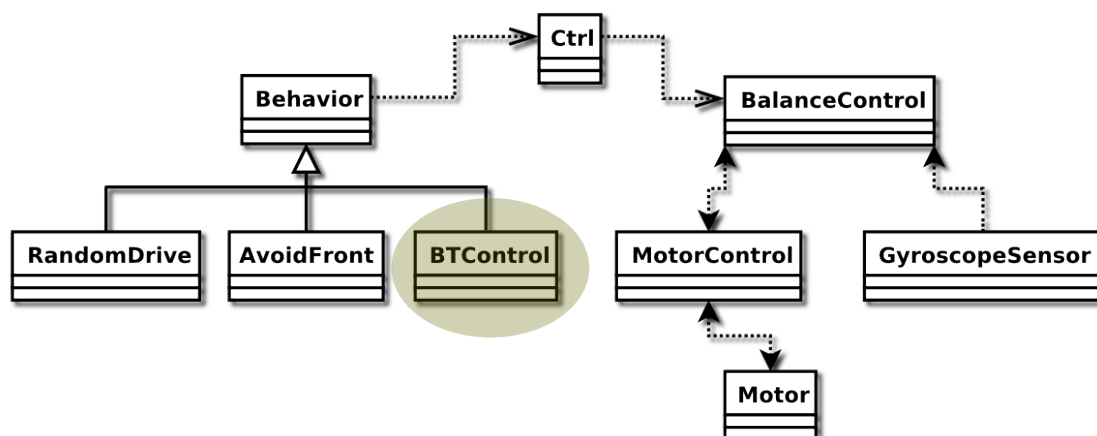 Ctrl
Behavior
BalanceControl
RandomDrive
AvoidFront
BTControl
MotorControl
GyroscopeSensor
Motor